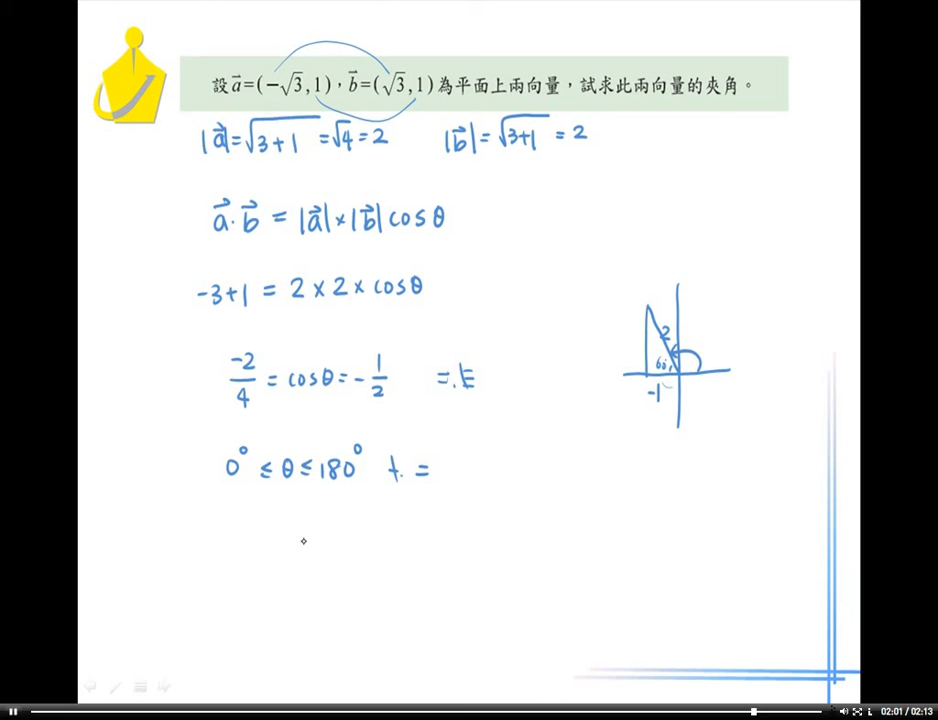 設a⃗=(−√3,1)，b⃗=(√3,1)為平面上兩向量，試求此兩向量的夾角。
|a⃗|=√3+1=√4=2 |b⃗|=√3+1=2
a⃗·b⃗=|a⃗|×|b⃗|cosθ
-3+1=2×2×cosθ
-2/4=cosθ=-1/2 =.
0°≤θ≤180° =
2
60°
-1
02:01 / 02:13